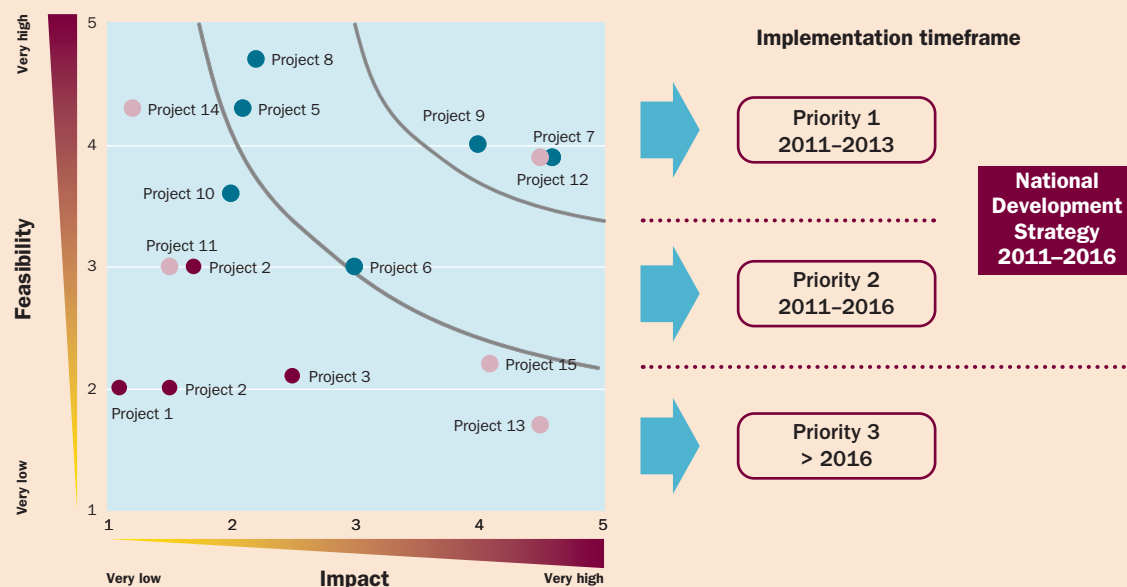 Very high
Feasibility
Very low
5
4
3
2
1
Project 8
Project 14
Project 5
Project 9
Project 7
Project 12
Project 10
Project 11
Project 2
Project 6
Project 15
Project 3
Project 2
Project 1
Project 13
1
2
3
4
5
Very low
Impact
Very high
Implementation timeframe
Priority 1
2011–2013
Priority 2
2011–2016
Priority 3
> 2016
National
Development
Strategy
2011–2016